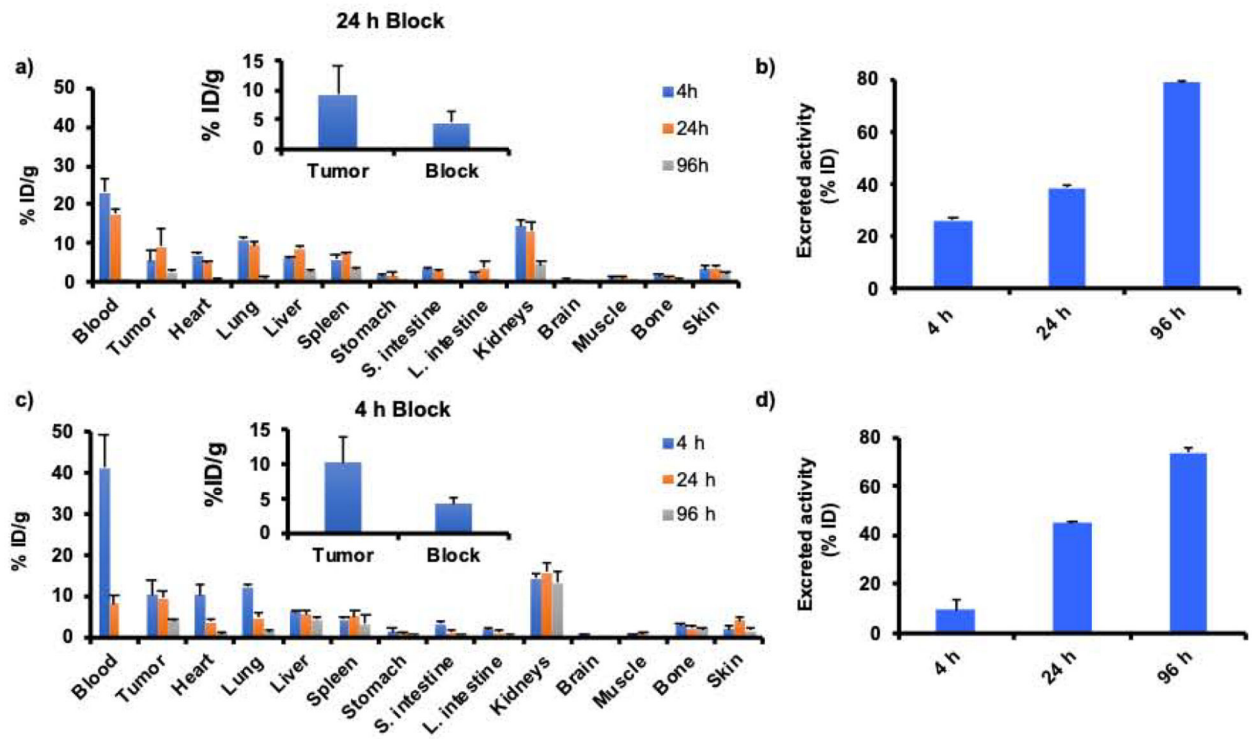 24 h Block
a)
% ID/g
50
40
30
20
10
0
% ID/g
15
10
5
0
Tumor Block
4h
24h
96h
Blood Tumor Heart Lung Liver Spleen Stomach S. intestine L. intestine Kidneys Brain Muscle Bone Skin
b)
Excreted activity
(% ID)
80
60
40
20
0
4 h 24 h 96 h
c)
4 h Block
% ID/g
50
40
30
20
10
0
%ID/g
15
10
5
0
Tumor Block
4 h
24 h
96 h
Blood Tumor Heart Lung Liver Spleen Stomach S. intestine L. intestine Kidneys Brain Muscle Bone Skin
d)
Excreted activity
(% ID)
80
60
40
20
0
4 h 24 h 96 h